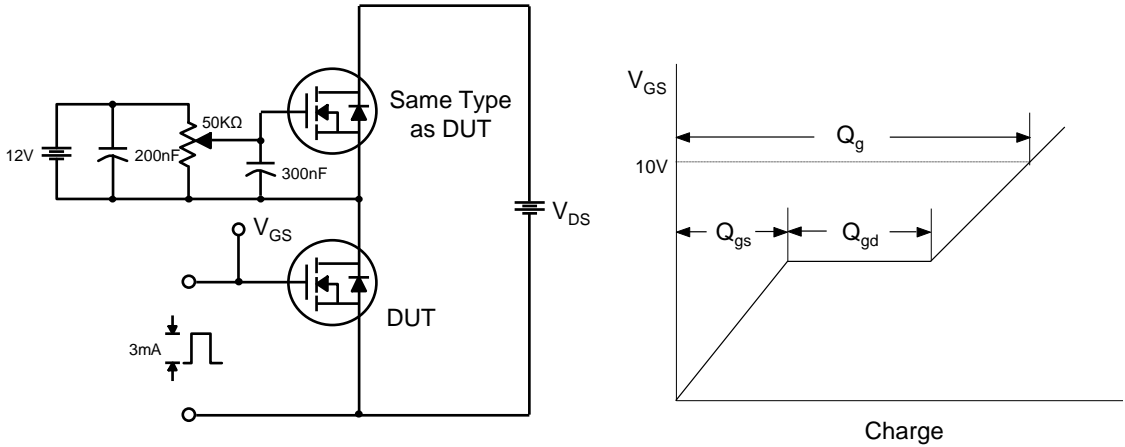 12V
200nF
50KΩ
300nF
Same Type
as DUT
V_DS
V_GS
DUT
3mA
V_GS
10V
Q_g
Q_gs
Q_gd
Charge